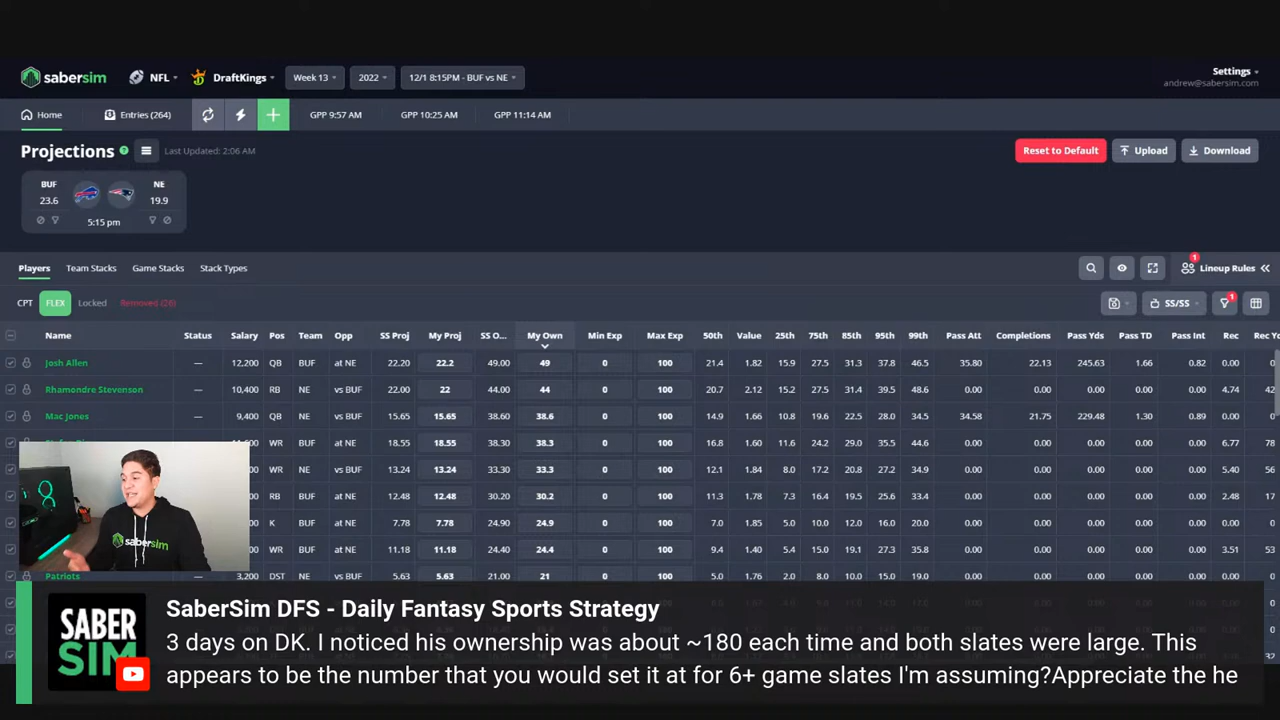 sabersim NFL DraftKings Week 13 2022 12/1 8:15PM - BUF vs NE Settings
andrew@sabersim.com
Home Entries (264) GPP 9:57 AM GPP 10:25 AM GPP 11:14 AM
Projections Last Updated: 2:06 AM Reset to Default Upload Download
BUF NE
23.6 19.9
5:15 pm
Players Team Stacks Game Stacks Stack Types 1 Lineup Rules
CPT FLEX Locked Removed (26) SS/SS 1
Name Status Salary Pos Team Opp SS Proj My Proj SS O... My Own Min Exp Max Exp 50th Value 25th 75th 85th 95th 99th Pass Att Completions Pass Yds Pass TD Pass Int Rec Rec Yo
Josh Allen — 12,200 QB BUF at NE 22.20 22.2 49.00 49 0 100 21.4 1.82 15.9 27.5 31.3 37.8 46.5 35.80 22.13 245.63 1.66 0.82 0.00 0
Rhamondre Stevenson — 10,400 RB NE vs BUF 22.00 22 44.00 44 0 100 20.7 2.12 12.5 27.5 31.4 39.5 48.6 0.00 0.00 0.00 0.00 0.00 4.74 42
Mac Jones — 9,400 QB NE vs BUF 15.65 15.65 38.60 38.6 0 100 14.9 1.66 10.8 19.6 22.5 28.0 34.5 34.58 21.75 229.48 1.30 0.89 0.00 0
WR BUF at NE 18.55 18.55 38.30 38.3 0 100 16.8 1.60 11.6 24.2 29.0 35.5 44.6 0.00 0.00 0.00 0.00 0.00 6.77 78
WR NE vs BUF 13.24 13.24 33.30 33.3 0 100 12.1 1.84 8.0 17.2 20.8 27.2 34.9 0.00 0.00 0.00 0.00 0.00 5.40 56
RB BUF at NE 12.48 12.48 30.20 30.2 0 100 11.3 1.78 7.3 16.4 19.5 25.6 33.4 0.00 0.00 0.00 0.00 0.00 2.48 17
K BUF at NE 7.78 7.78 24.90 24.9 0 100 7.0 1.85 5.0 10.0 12.0 16.0 20.0 0.00 0.00 0.00 0.00 0.00 0.00 0
WR BUF at NE 11.18 11.18 24.40 24.4 0 100 9.4 1.40 5.4 15.1 19.1 27.3 35.8 0.00 0.00 0.00 0.00 0.00 3.51 53
Patriots — 3,200 DST NE vs BUF 5.63 5.63 21.00 21 0 100 5.0 1.76 2.0 8.0 10.0 15.0 19.0 0.00 0.00 0.00 0.00 0.00 0.00 0
sabersim
SABER SIM
SaberSim DFS - Daily Fantasy Sports Strategy
3 days on DK. I noticed his ownership was about ~180 each time and both slates were large. This
appears to be the number that you would set it at for 6+ game slates I'm assuming?Appreciate the he